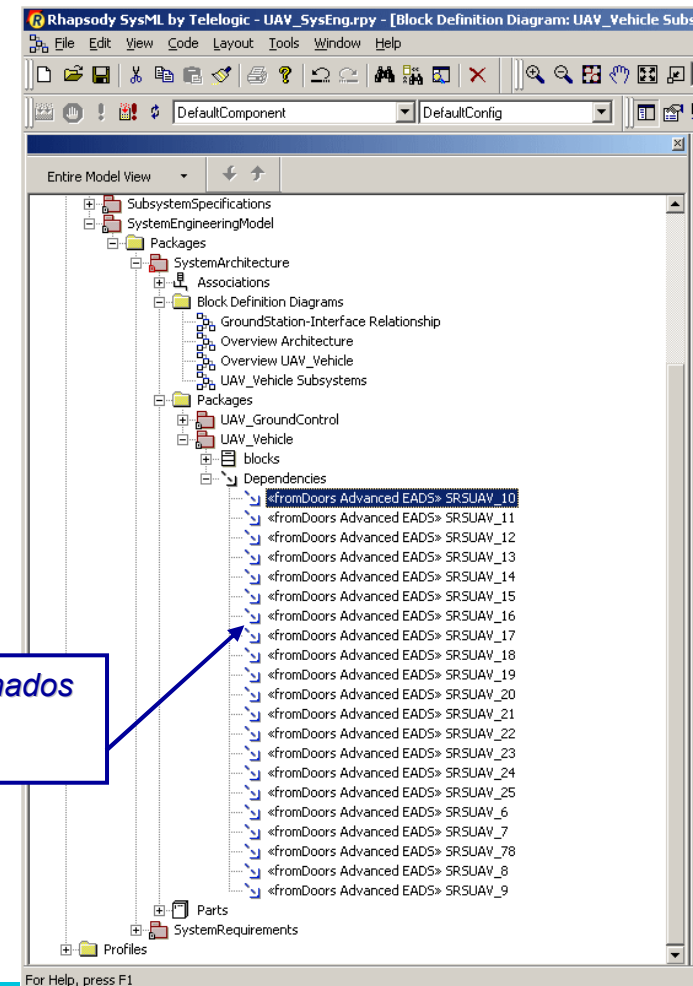 Rhapsody SysML by Telelogic - UAV_SysEng.rpy - [Block Definition Diagram: UAV_Vehicle Subs
File Edit View Code Layout Tools Window Help
DefaultComponent DefaultConfig
Entire Model View
SubsystemSpecifications
SystemEngineeringModel
Packages
SystemArchitecture
Associations
Block Definition Diagrams
GroundStation-Interface Relationship
Overview Architecture
Overview UAV_Vehicle
UAV_Vehicle Subsystems
Packages
UAV_GroundControl
UAV_Vehicle
blocks
Dependencies
«fromDoors Advanced EADS» SRSUAV_10
«fromDoors Advanced EADS» SRSUAV_11
«fromDoors Advanced EADS» SRSUAV_12
«fromDoors Advanced EADS» SRSUAV_13
«fromDoors Advanced EADS» SRSUAV_14
«fromDoors Advanced EADS» SRSUAV_15
«fromDoors Advanced EADS» SRSUAV_16
«fromDoors Advanced EADS» SRSUAV_17
«fromDoors Advanced EADS» SRSUAV_18
«fromDoors Advanced EADS» SRSUAV_19
«fromDoors Advanced EADS» SRSUAV_20
«fromDoors Advanced EADS» SRSUAV_21
«fromDoors Advanced EADS» SRSUAV_22
«fromDoors Advanced EADS» SRSUAV_23
«fromDoors Advanced EADS» SRSUAV_24
«fromDoors Advanced EADS» SRSUAV_25
«fromDoors Advanced EADS» SRSUAV_6
«fromDoors Advanced EADS» SRSUAV_7
«fromDoors Advanced EADS» SRSUAV_78
«fromDoors Advanced EADS» SRSUAV_8
«fromDoors Advanced EADS» SRSUAV_9
Parts
SystemRequirements
Profiles
For Help, press F1